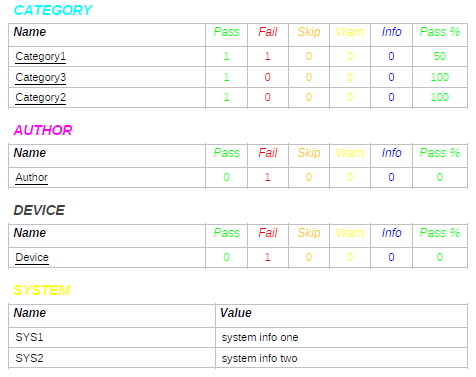 CATEGORY
Name Pass Fail Skip Warn Info Pass %
Category1 1 1 0 0 0 50
Category3 1 0 0 0 0 100
Category2 1 0 0 0 0 100
AUTHOR
Name Pass Fail Skip Warn Info Pass %
Author 0 1 0 0 0 0
DEVICE
Name Pass Fail Skip Warn Info Pass %
Device 0 1 0 0 0 0
SYSTEM
Name Value
SYS1 system info one
SYS2 system info two